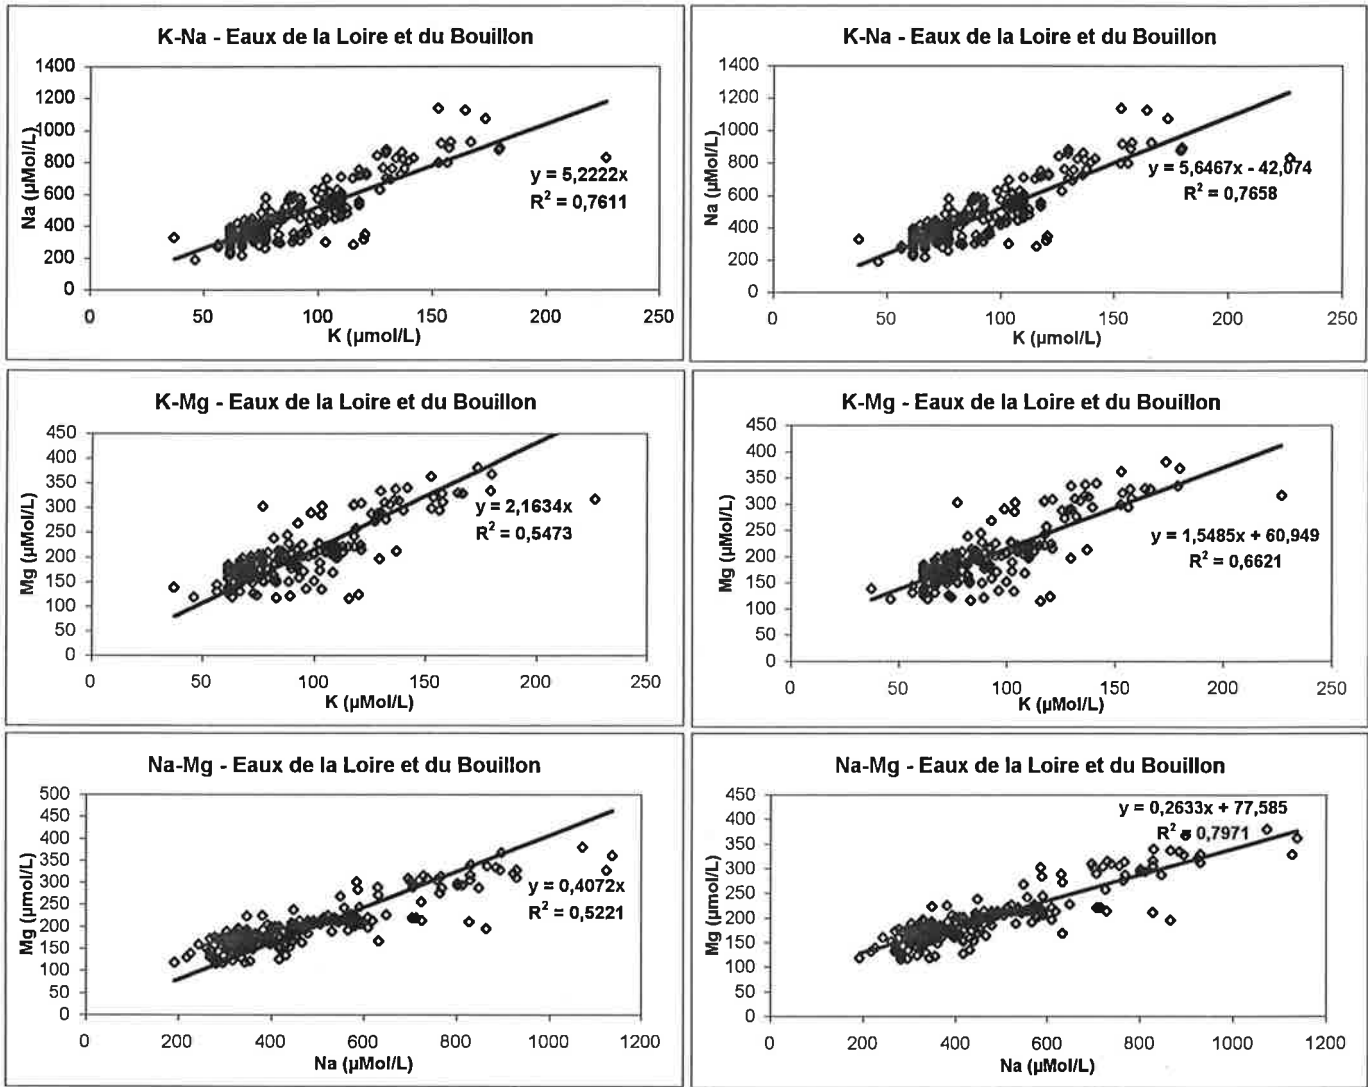 K-Na - Eaux de la Loire et du Bouillon
1400
1200
1000
800
600
400
200
0
Na (µMol/L)
y = 5,2222x
R² = 0,7611
0 50 100 150 200 250
K (µmol/L)
K-Na - Eaux de la Loire et du Bouillon
1400
1200
1000
800
600
400
200
0
Na (µMol/L)
y = 5,6467x - 42,074
R² = 0,7658
0 50 100 150 200 250
K (µmol/L)
K-Mg - Eaux de la Loire et du Bouillon
450
400
350
300
250
200
150
100
50
0
Mg (µMol/L)
y = 2,1634x
R² = 0,5473
0 50 100 150 200 250
K (µMol/L)
K-Mg - Eaux de la Loire et du Bouillon
450
400
350
300
250
200
150
100
50
0
Mg (µMol/L)
y = 1,5485x + 60,949
R² = 0,6621
0 50 100 150 200 250
K (µMol/L)
Na-Mg - Eaux de la Loire et du Bouillon
500
450
400
350
300
250
200
150
100
50
0
Mg (µmol/L)
y = 0,4072x
R² = 0,5221
0 200 400 600 800 1000 1200
Na (µMol/L)
Na-Mg - Eaux de la Loire et du Bouillon
450
400
350
300
250
200
150
100
50
0
Mg (µmol/L)
y = 0,2633x + 77,585
R² = 0,7971
0 200 400 600 800 1000 1200
Na (µMol/L)